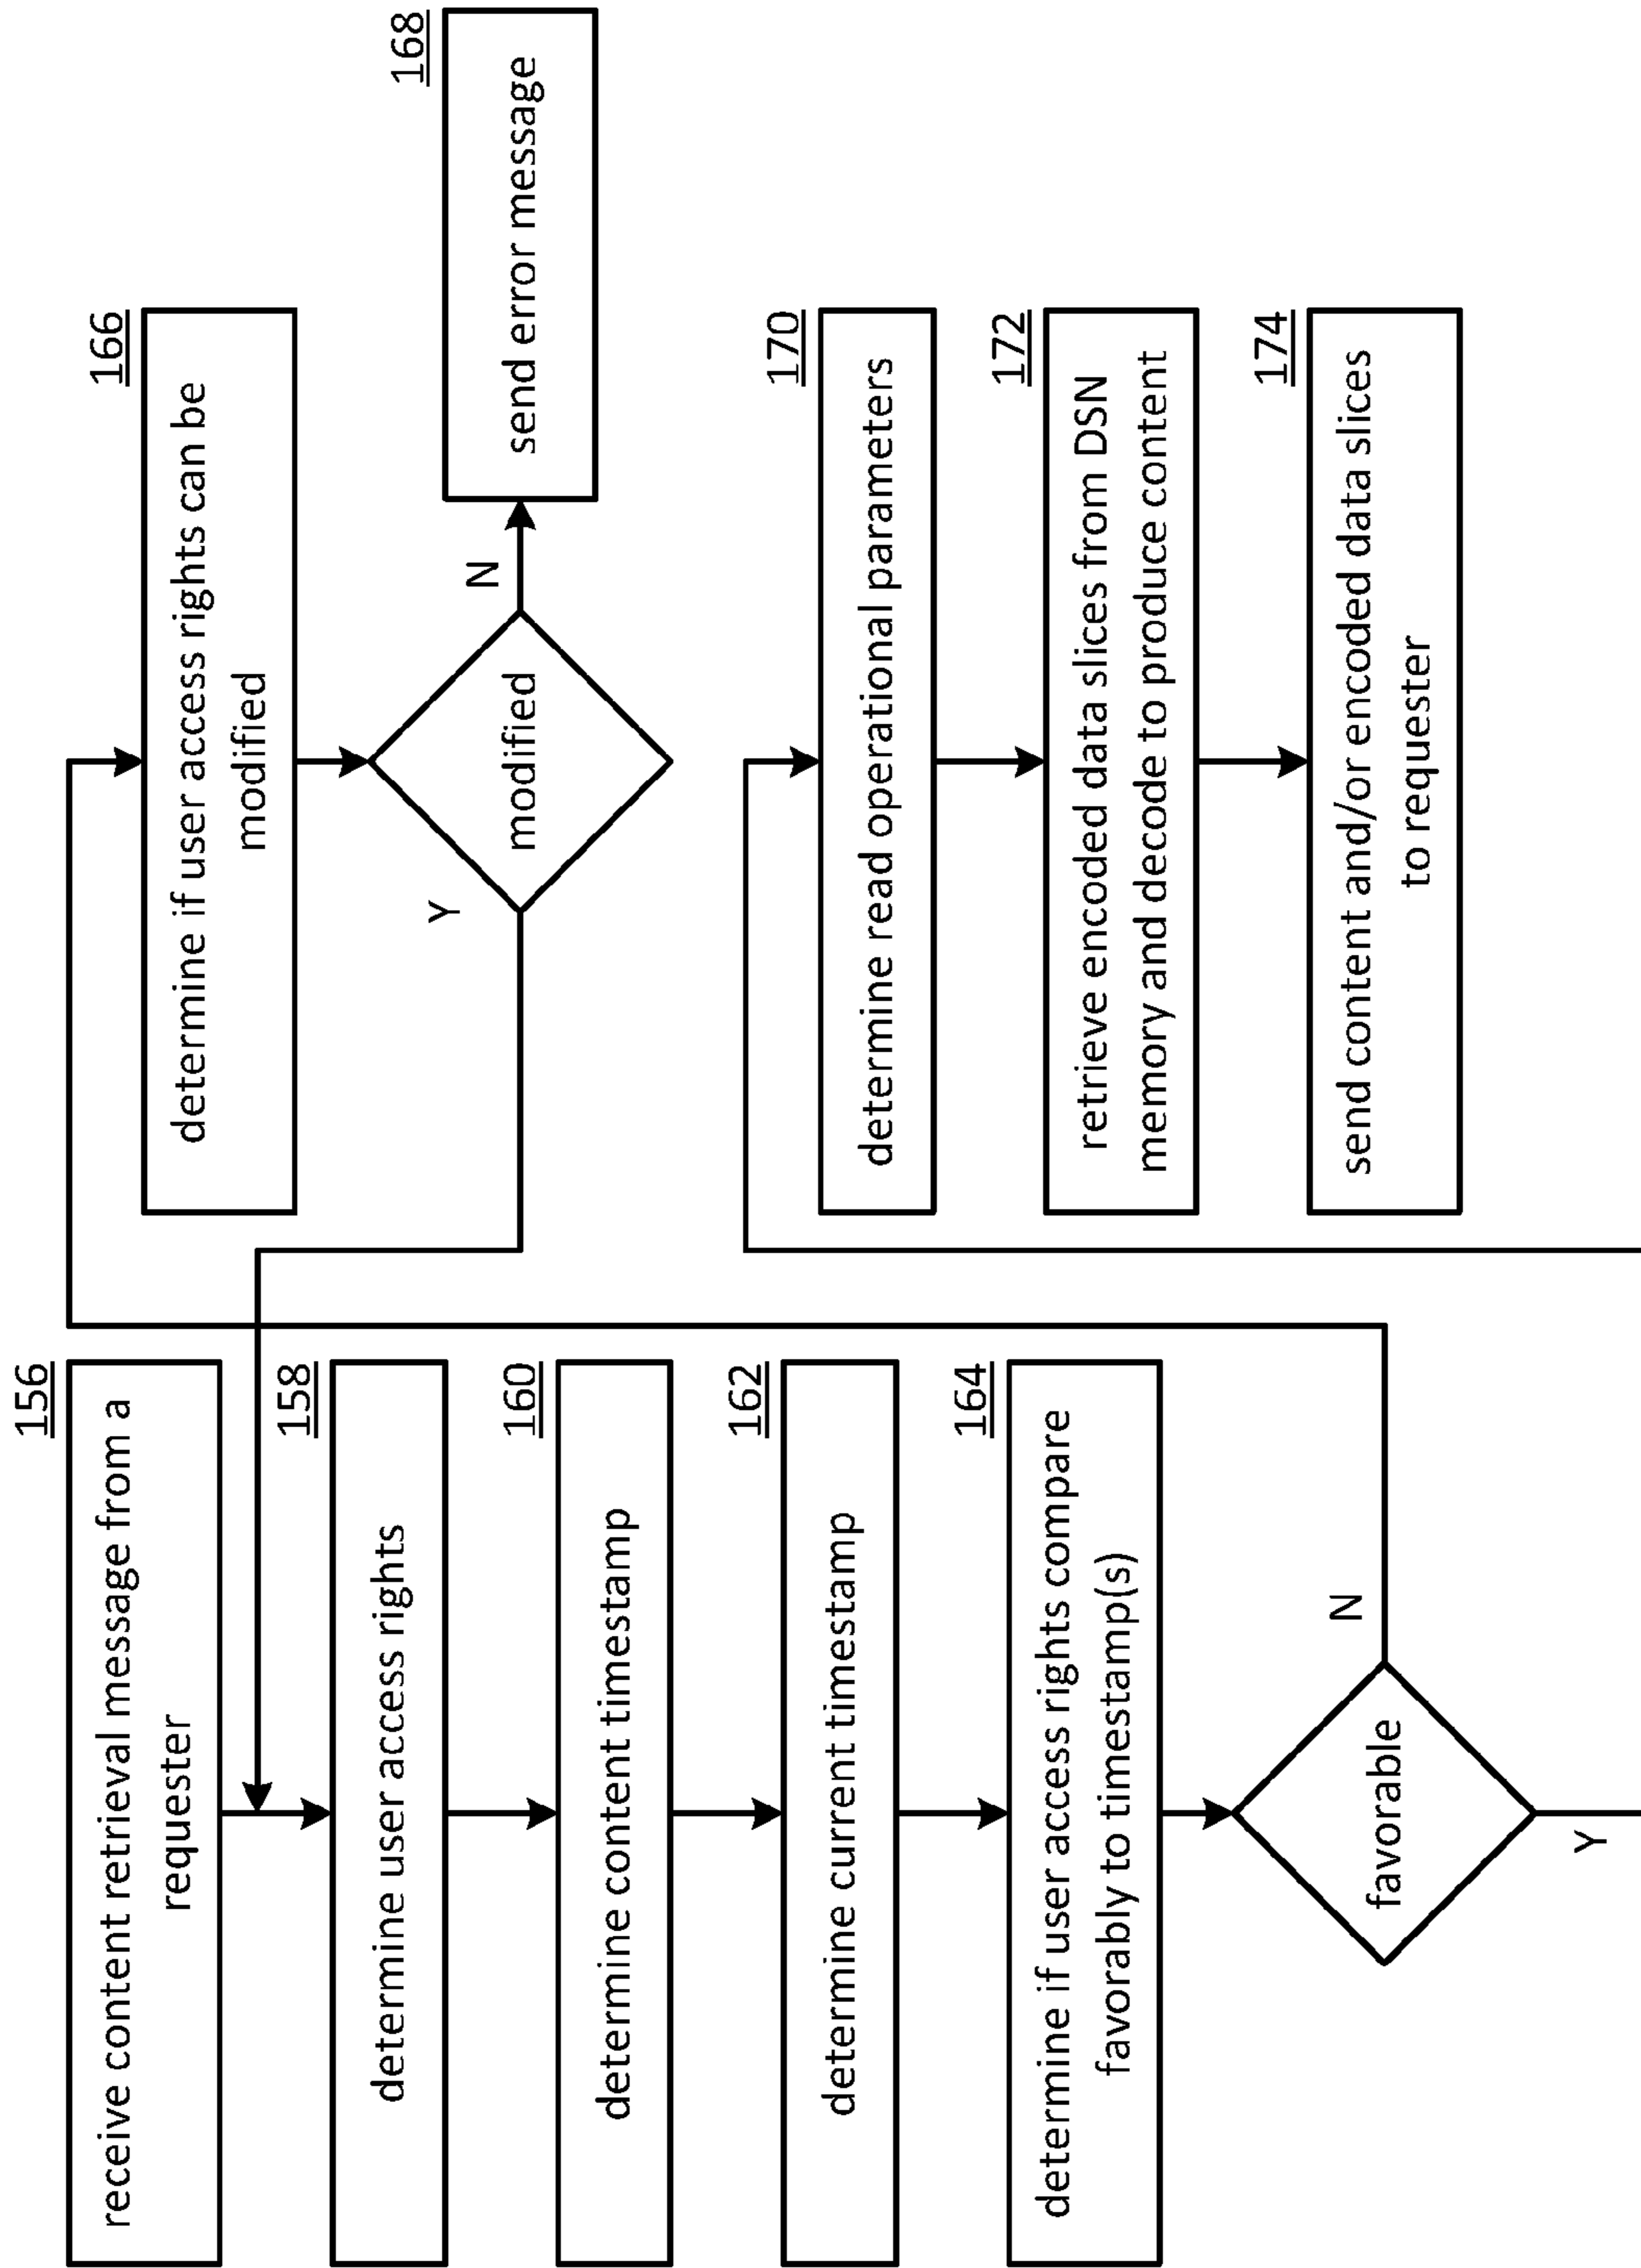 156
receive content retrieval message from a
requester
158
determine user access rights
160
determine content timestamp
162
determine current timestamp
164
determine if user access rights compare
favorably to timestamp(s)
favorable
N
Y
166
determine if user access rights can be
modified
modified
Y
N
168
send error message
170
determine read operational parameters
172
retrieve encoded data slices from DSN
memory and decode to produce content
174
send content and/or encoded data slices
to requester